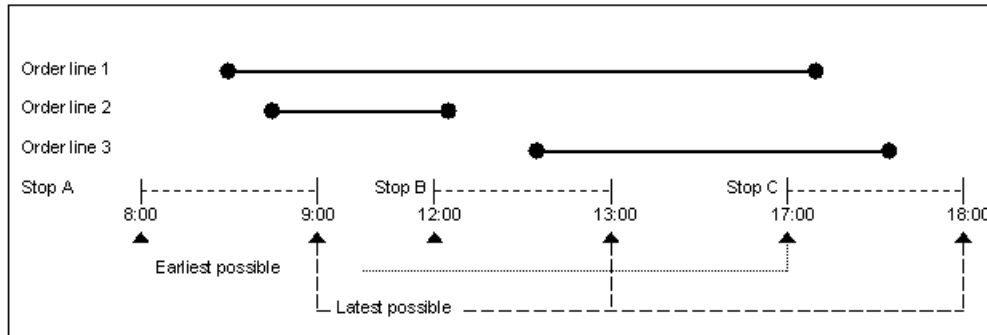 Order line 1
Order line 2
Order line 3
Stop A Stop B Stop C
8:00 9:00 12:00 13:00 17:00 18:00
Earliest possible
Latest possible